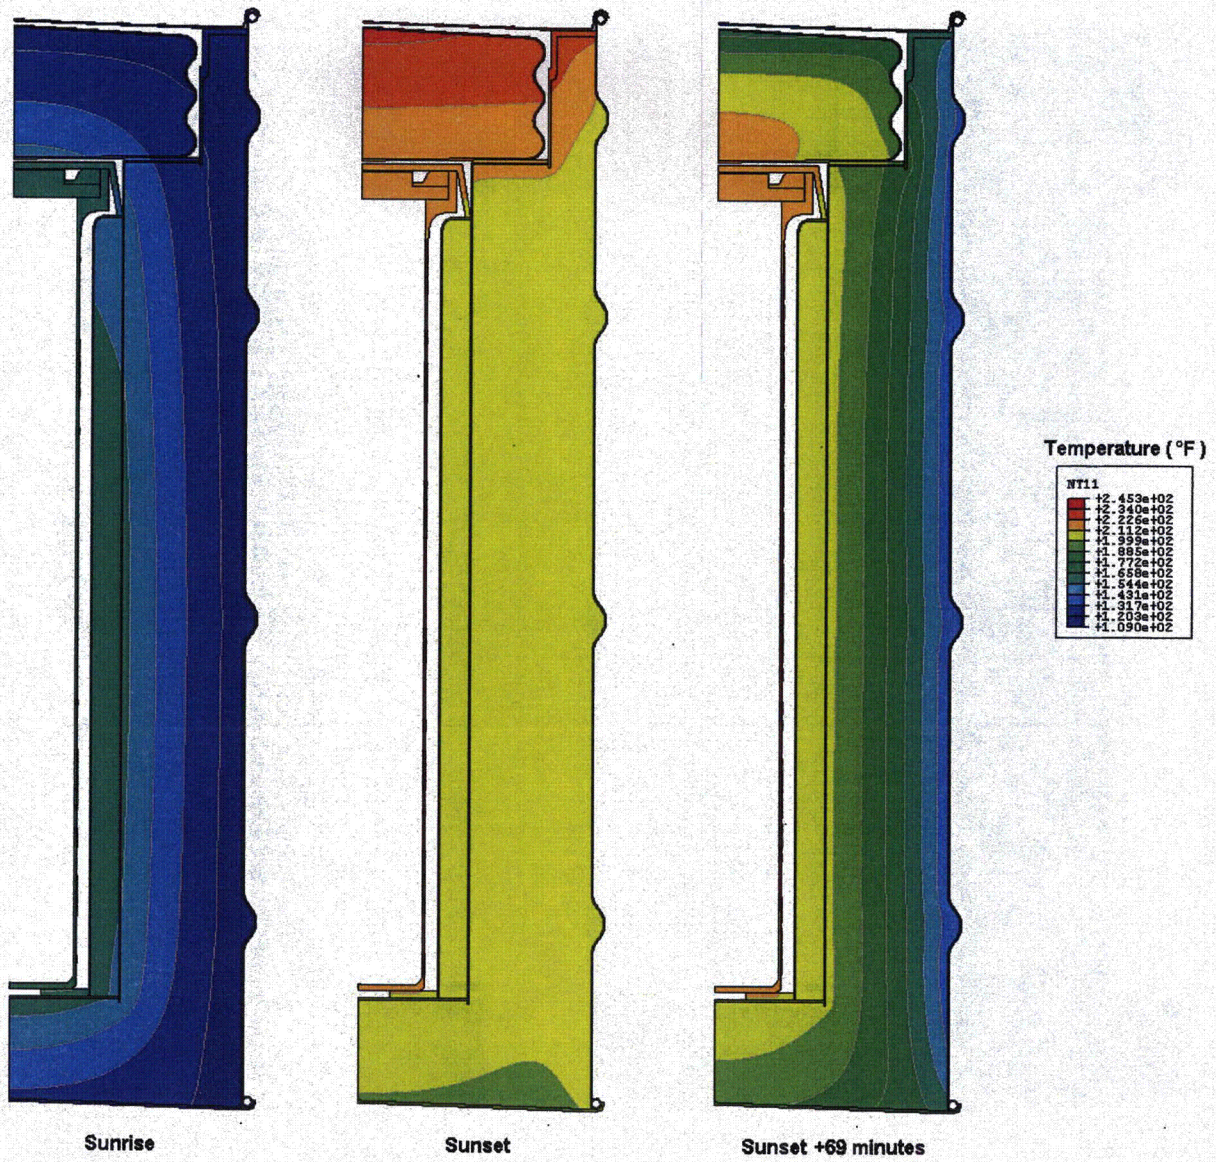 Temperature ( °F )
NT11
+2.453e+02
+2.340e+02
+2.226e+02
+2.112e+02
+1.999e+02
+1.885e+02
+1.772e+02
+1.658e+02
+1.544e+02
+1.431e+02
+1.317e+02
+1.203e+02
+1.090e+02
Sunrise
Sunset
Sunset +69 minutes